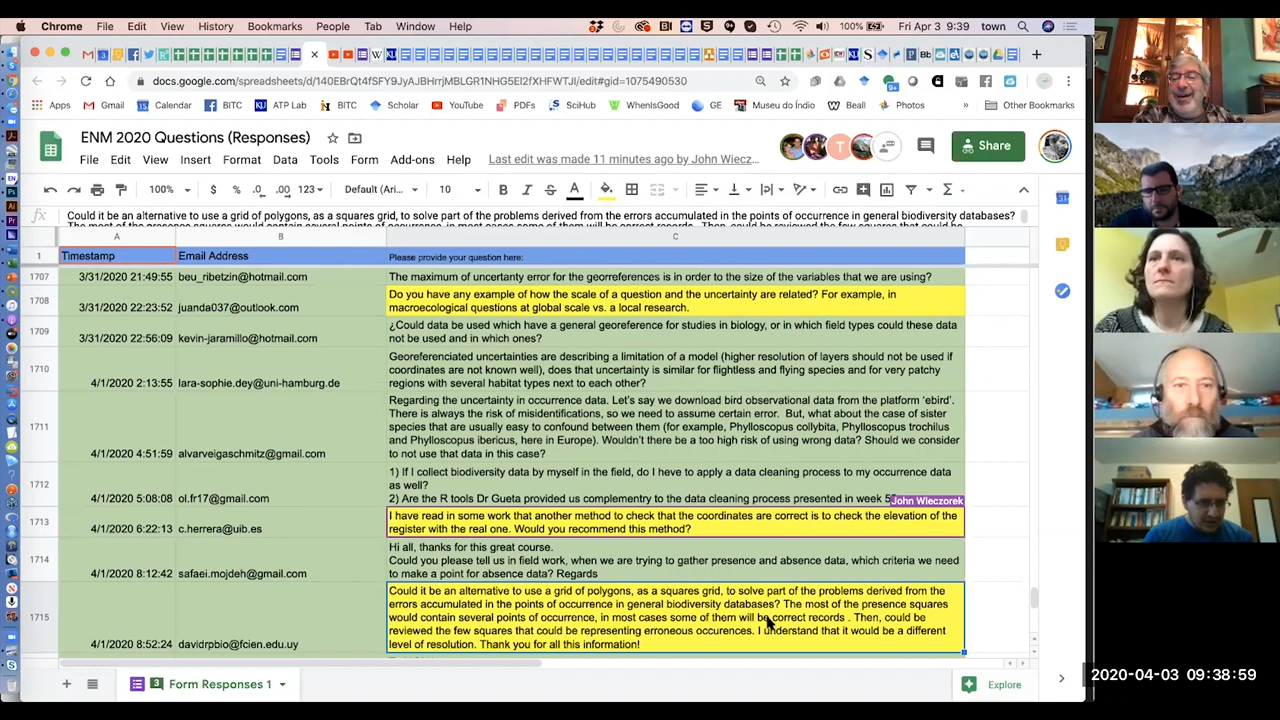 Chrome File Edit View History Bookmarks People Tab Window Help 100% Fri Apr 3 9:39 town
docs.google.com/spreadsheets/d/140EBrQt4fSFY9JyAJBHrrjMBLGR1NHG5EI2fXHFWTJI/edit#gid=1075490530
Apps Gmail Calendar BITC ATP Lab BITC Scholar YouTube PDFs SciHub WhenIsGood GE Museu do Índio Beall Photos » Other Bookmarks
ENM 2020 Questions (Responses)
File Edit View Insert Format Data Tools Form Add-ons Help Last edit was made 11 minutes ago by John Wiecz...
T
Share
100% $ % .0 .00 123 Default (Ari... 10 B I S A
fx Could it be an alternative to use a grid of polygons, as a squares grid, to solve part of the problems derived from the errors accumulated in the points of occurrence in general biodiversity databases?
A B C
1 Timestamp Email Address Please provide your question here:
1707 3/31/2020 21:49:55 beu_ribetzin@hotmail.com The maximum of uncertanty error for the georreferences is in order to the size of the variables that we are using?
1708 3/31/2020 22:23:52 juanda037@outlook.com Do you have any example of how the scale of a question and the uncertainty are related? For example, in
macroecological questions at global scale vs. a local research.
1709 3/31/2020 22:56:09 kevin-jaramillo@hotmail.com ¿Could data be used which have a general georeference for studies in biology, or in which field types could these data
not be used and in which ones?
1710 4/1/2020 2:13:55 lara-sophie.dey@uni-hamburg.de Georeferenciated uncertainties are describing a limitation of a model (higher resolution of layers should not be used if
coordinates are not known well), does that uncertainty is similar for flightless and flying species and for very patchy
regions with several habitat types next to each other?
1711 4/1/2020 4:51:59 alvarveigaschmitz@gmail.com Regarding the uncertainty in occurrence data. Let's say we download bird observational data from the platform 'ebird'.
There is always the risk of misidentifications, so we need to assume certain error. But, what about the case of sister
species that are usually easy to confound between them (for example, Phylloscopus collybita, Phylloscopus trochilus
and Phylloscopus ibericus, here in Europe). Wouldn't there be a too high risk of using wrong data? Should we consider
to not use that data in this case?
1712 4/1/2020 5:08:08 ol.fr17@gmail.com 1) If I collect biodiversity data by myself in the field, do I have to apply a data cleaning process to my occurrence data
as well?
2) Are the R tools Dr Gueta provided us complementry to the data cleaning process presented in week 5
John Wieczorek
1713 4/1/2020 6:22:13 c.herrera@uib.es I have read in some work that another method to check that the coordinates are correct is to check the elevation of the
register with the real one. Would you recommend this method?
1714 4/1/2020 8:12:42 safaei.mojdeh@gmail.com Hi all, thanks for this great course.
Could you please tell us in field work, when we are trying to gather presence and absence data, which criteria we need
to make a point for absence data? Regards
1715 4/1/2020 8:52:24 davidrpbio@fcien.edu.uy Could it be an alternative to use a grid of polygons, as a squares grid, to solve part of the problems derived from the
errors accumulated in the points of occurrence in general biodiversity databases? The most of the presence squares
would contain several points of occurrence, in most cases some of them will be correct records . Then, could be
reviewed the few squares that could be representing erroneous occurences. I understand that it would be a different
level of resolution. Thank you for all this information!
3 Form Responses 1
Explore
2020-04-03 09:38:59